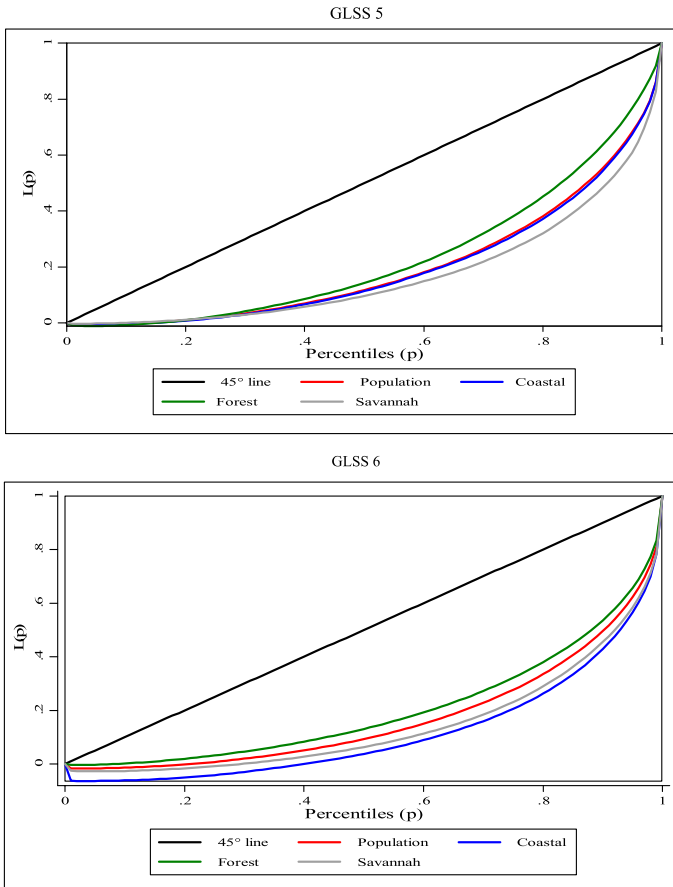 GLSS 5
1
.8
.6
.4
.2
0
L(p)
0 .2 .4 .6 .8 1
Percentiles (p)
45° line Population Coastal
Forest Savannah
GLSS 6
1
.8
.6
.4
.2
0
L(p)
0 .2 .4 .6 .8 1
Percentiles (p)
45° line Population Coastal
Forest Savannah